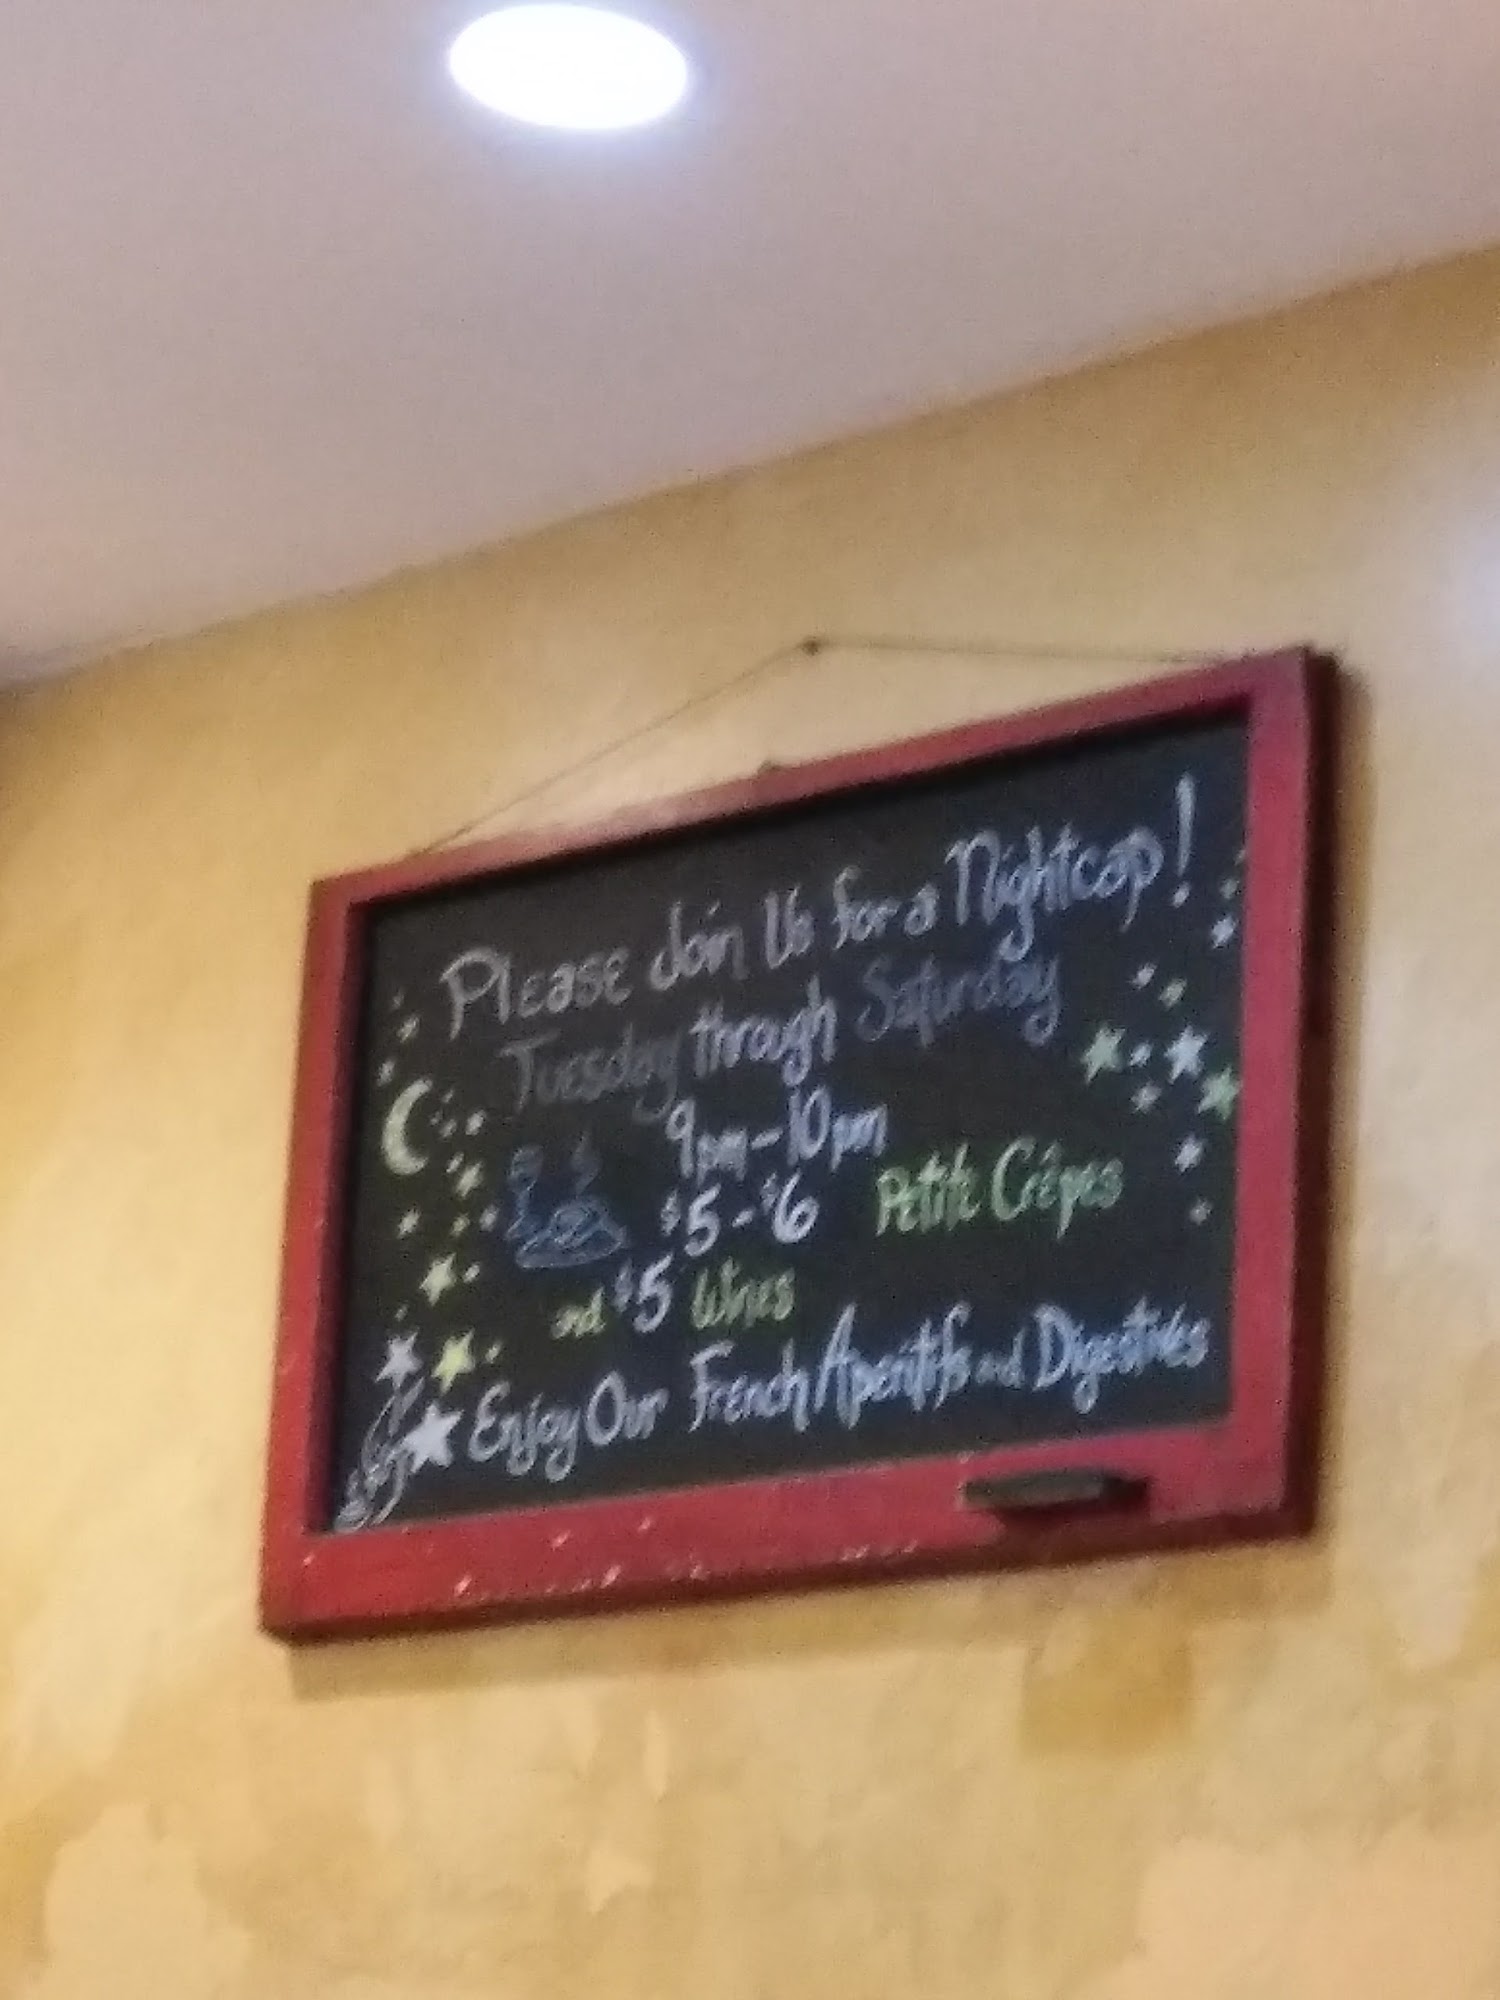 Please Join Us for a Nightcap!
Tuesday through Saturday
9pm-10pm
$5-$6 Petite Crêpes
and $5 Wines
Enjoy Our French Aperitifs and Digestives